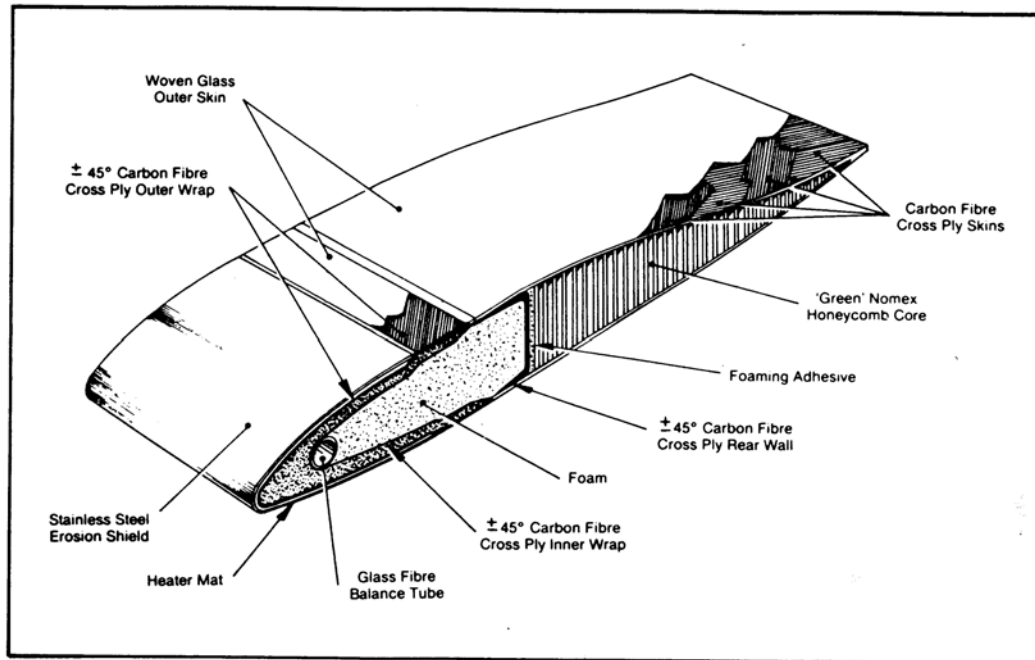 Woven Glass
Outer Skin
± 45° Carbon Fibre
Cross Ply Outer Wrap
Carbon Fibre
Cross Ply Skins
'Green' Nomex
Honeycomb Core
Foaming Adhesive
±45° Carbon Fibre
Cross Ply Rear Wall
Foam
±45° Carbon Fibre
Cross Ply Inner Wrap
Stainless Steel
Erosion Shield
Heater Mat
Glass Fibre
Balance Tube